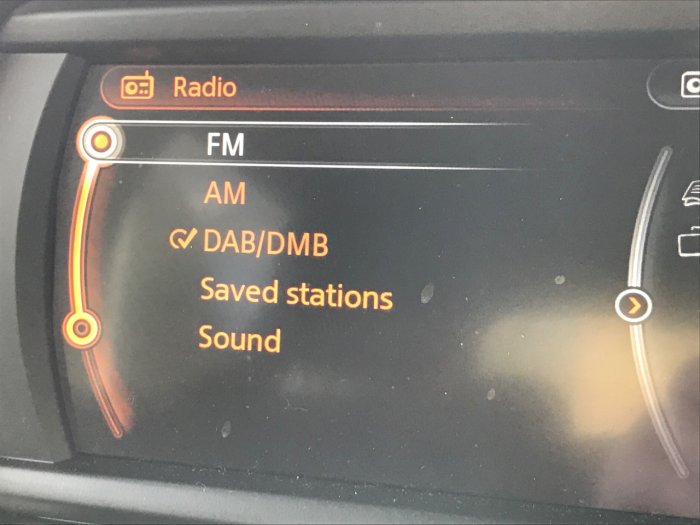 Radio
FM
AM
DAB/DMB
Saved stations
Sound